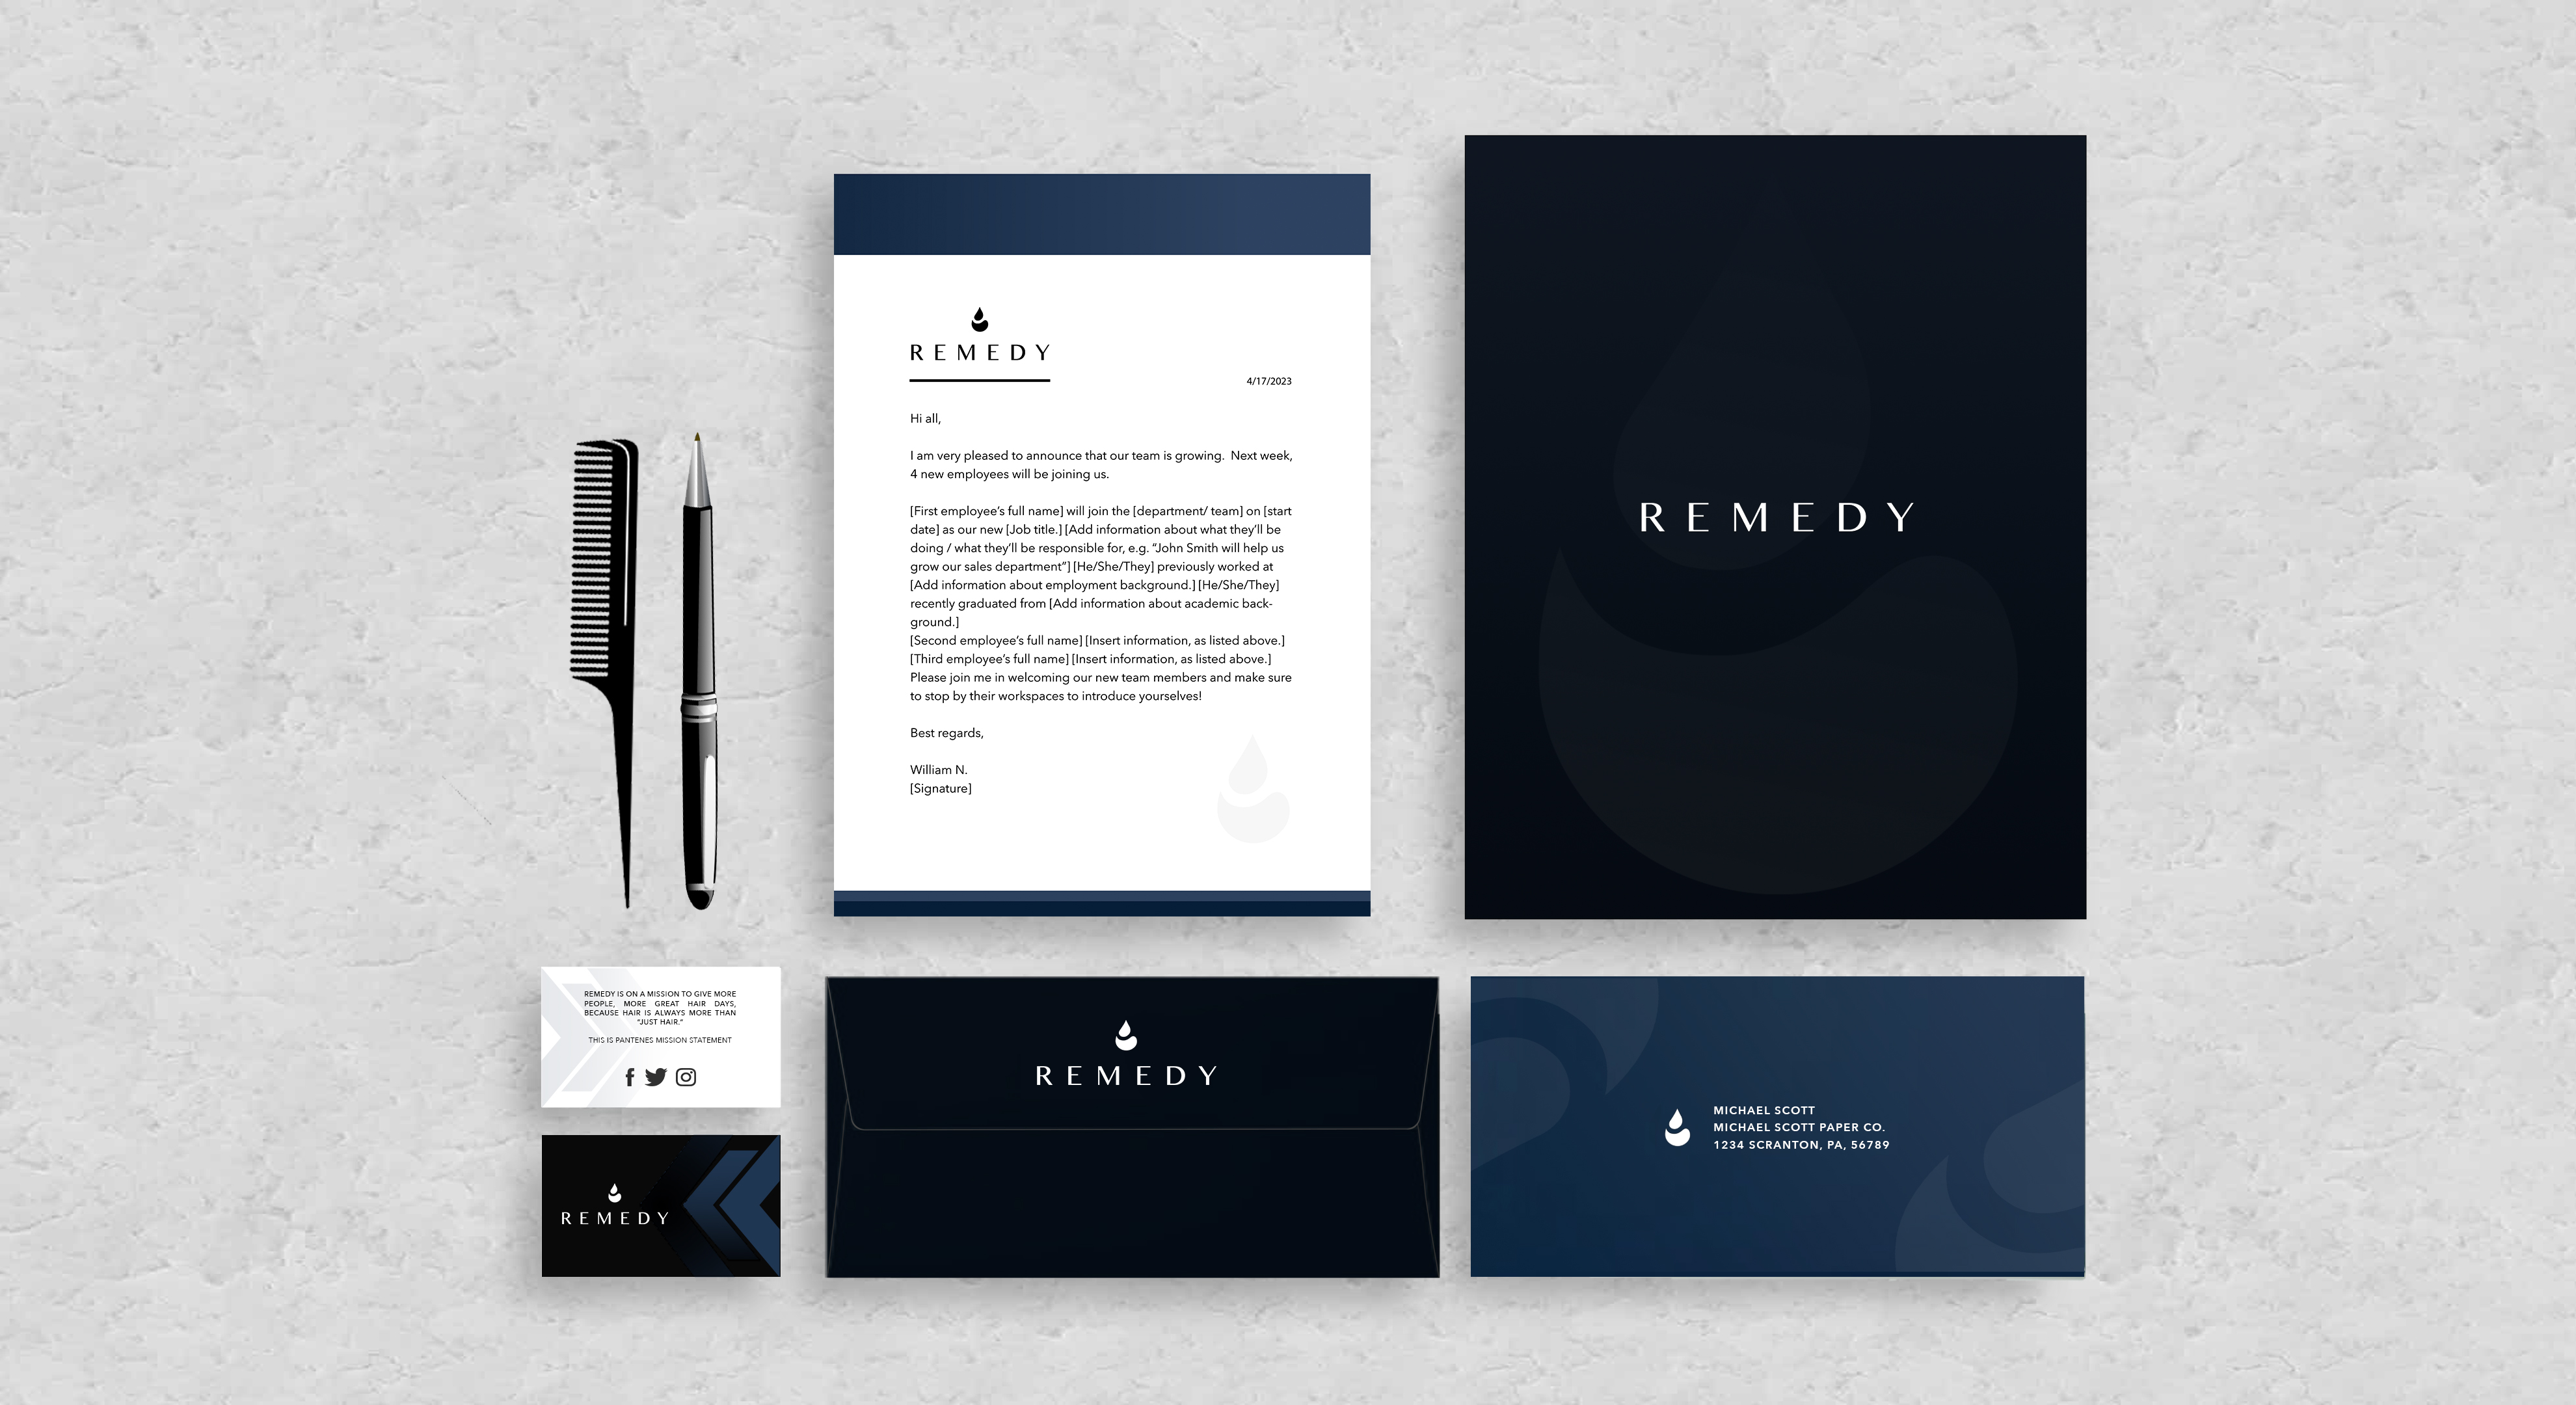 REMEDY
4/17/2023
Hi all,
I am very pleased to announce that our team is growing.  Next week,
4 new employees will be joining us.
[First employee’s full name] will join the [department/ team] on [start
date] as our new [Job title.] [Add information about what they’ll be
doing / what they’ll be responsible for, e.g. “John Smith will help us
grow our sales department”] [He/She/They] previously worked at
[Add information about employment background.] [He/She/They]
recently graduated from [Add information about academic back-
ground.]
[Second employee’s full name] [Insert information, as listed above.]
[Third employee’s full name] [Insert information, as listed above.]
Please join me in welcoming our new team members and make sure
to stop by their workspaces to introduce yourselves!
Best regards,
William N.
[Signature]
REMEDY
REMEDY IS ON A MISSION TO GIVE MORE
PEOPLE, MORE GREAT HAIR DAYS,
BECAUSE HAIR IS ALWAYS MORE THAN
“JUST HAIR.”
THIS IS PANTENES MISSION STATEMENT
REMEDY
REMEDY
MICHAEL SCOTT
MICHAEL SCOTT PAPER CO.
1234 SCRANTON, PA, 56789